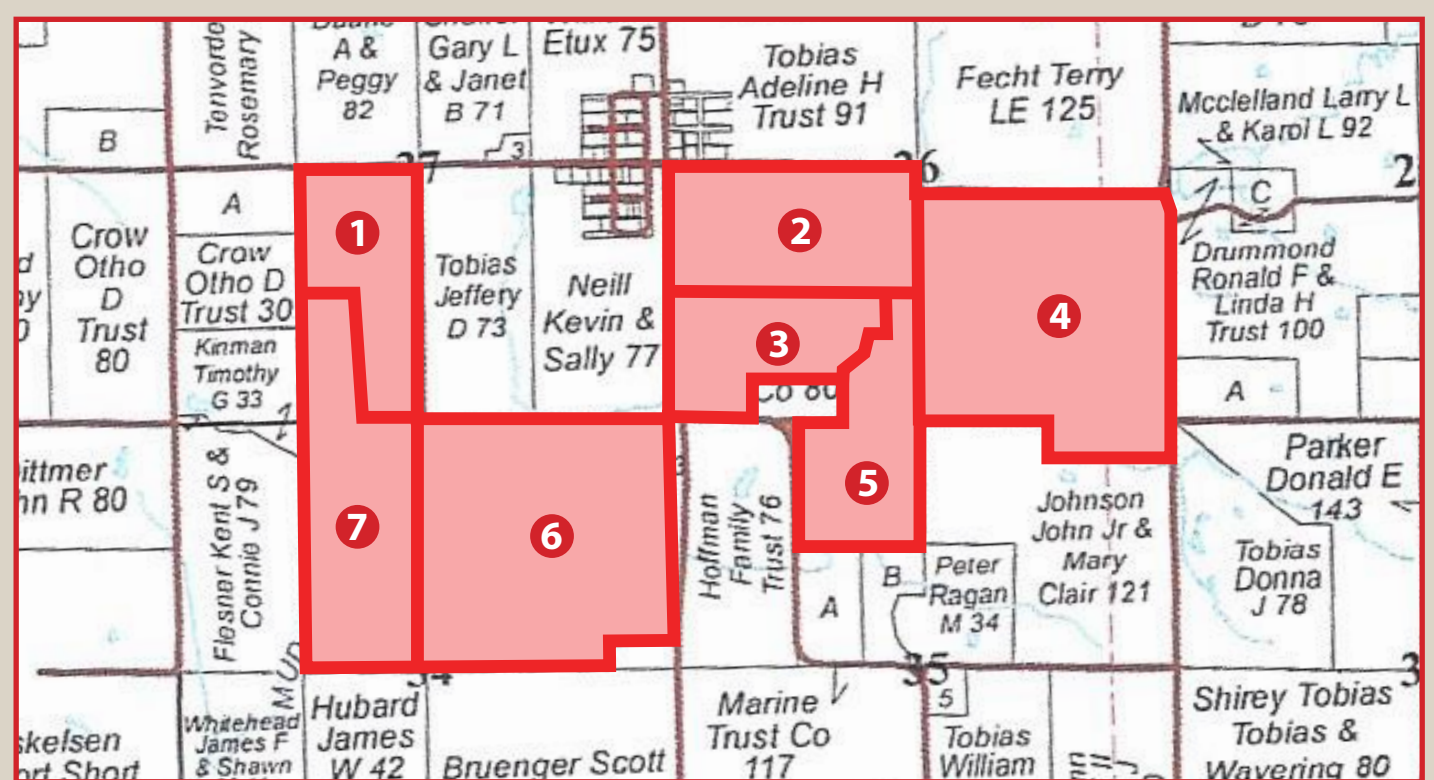 Tenvorde
Rosemary
A &
Peggy
82
Gary L
& Janet
B 71
3
Etux 75
Tobias
Adeline H
Trust 91
Fecht Terry
LE 125
Mcclelland Larry L
& Karol L 92
B
26
2
A
C
Crow
Otho
D
Trust
80
Crow
Otho D
Trust 30
Kinman
Timothy
G 33
1
Tobias
Jeffery
D 73
Neill
Kevin &
Sally 77
2
3
Co 80
4
Drummond
Ronald F &
Linda H
Trust 100
A
5
6
7
Flesner Kent S &
Connie J 79
Hoffman
Family
Trust 76
A
B
Peter
Ragan
M 34
Johnson
John Jr &
Mary
Clair 121
Parker
Donald E
143
Tobias
Donna
J 78
R 80
MUD
34
35
3
Whitehead
James F
& Shawn
Hubard
James
W 42
Bruenger Scott
Marine
Trust Co
117
5
Tobias
William
Shirey Tobias
Tobias &
Wavering 80
Short